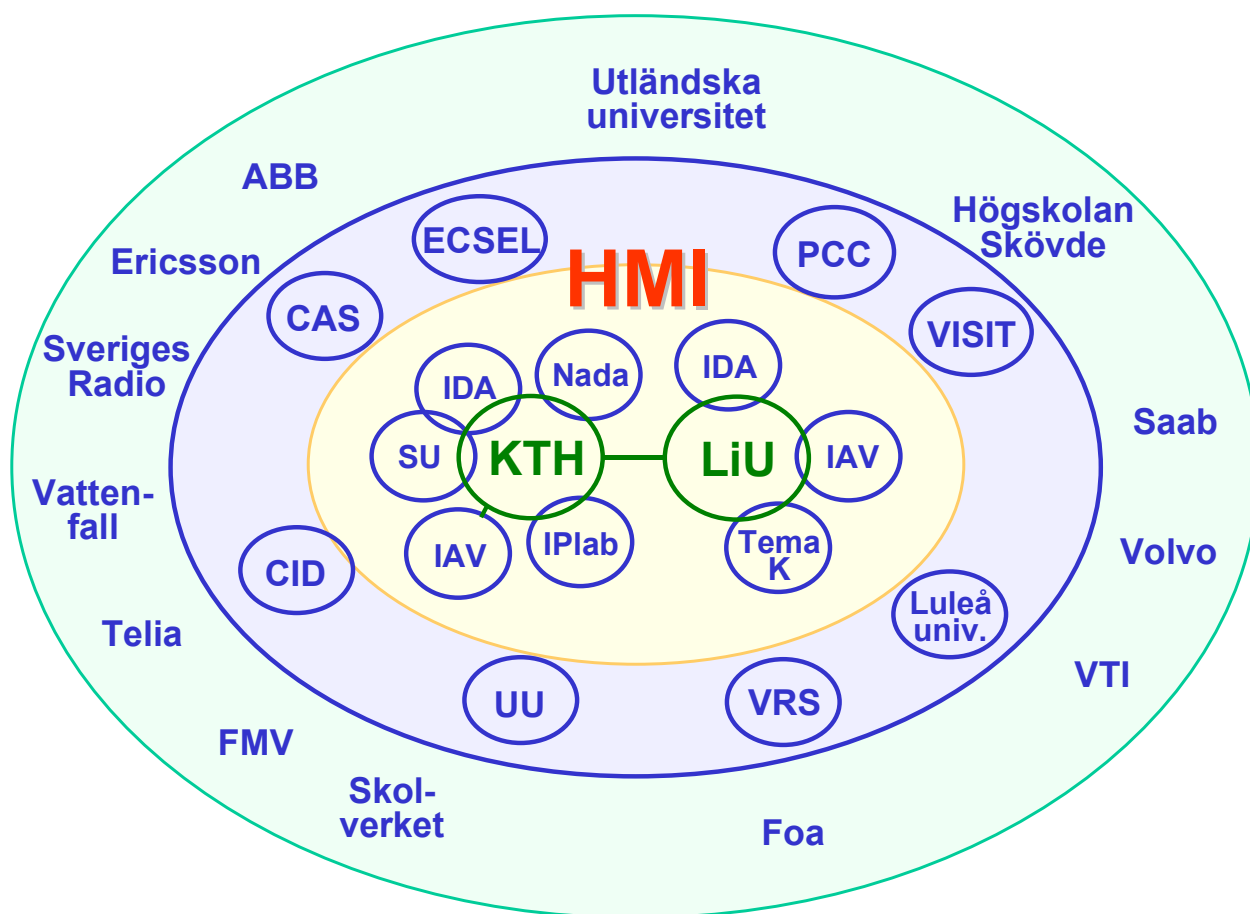 Utländska
universitet
ABB
Högskolan
Skövde
ECSEL
PCC
Ericsson
HMI
CAS
VISIT
Sveriges
Radio
IDA
Nada
IDA
Saab
SU
KTH
LiU
IAV
Vatten-
fall
IAV
IPlab
Tema
K
Volvo
CID
Luleå
univ.
Telia
VTI
UU
VRS
FMV
Skol-
verket
Foa